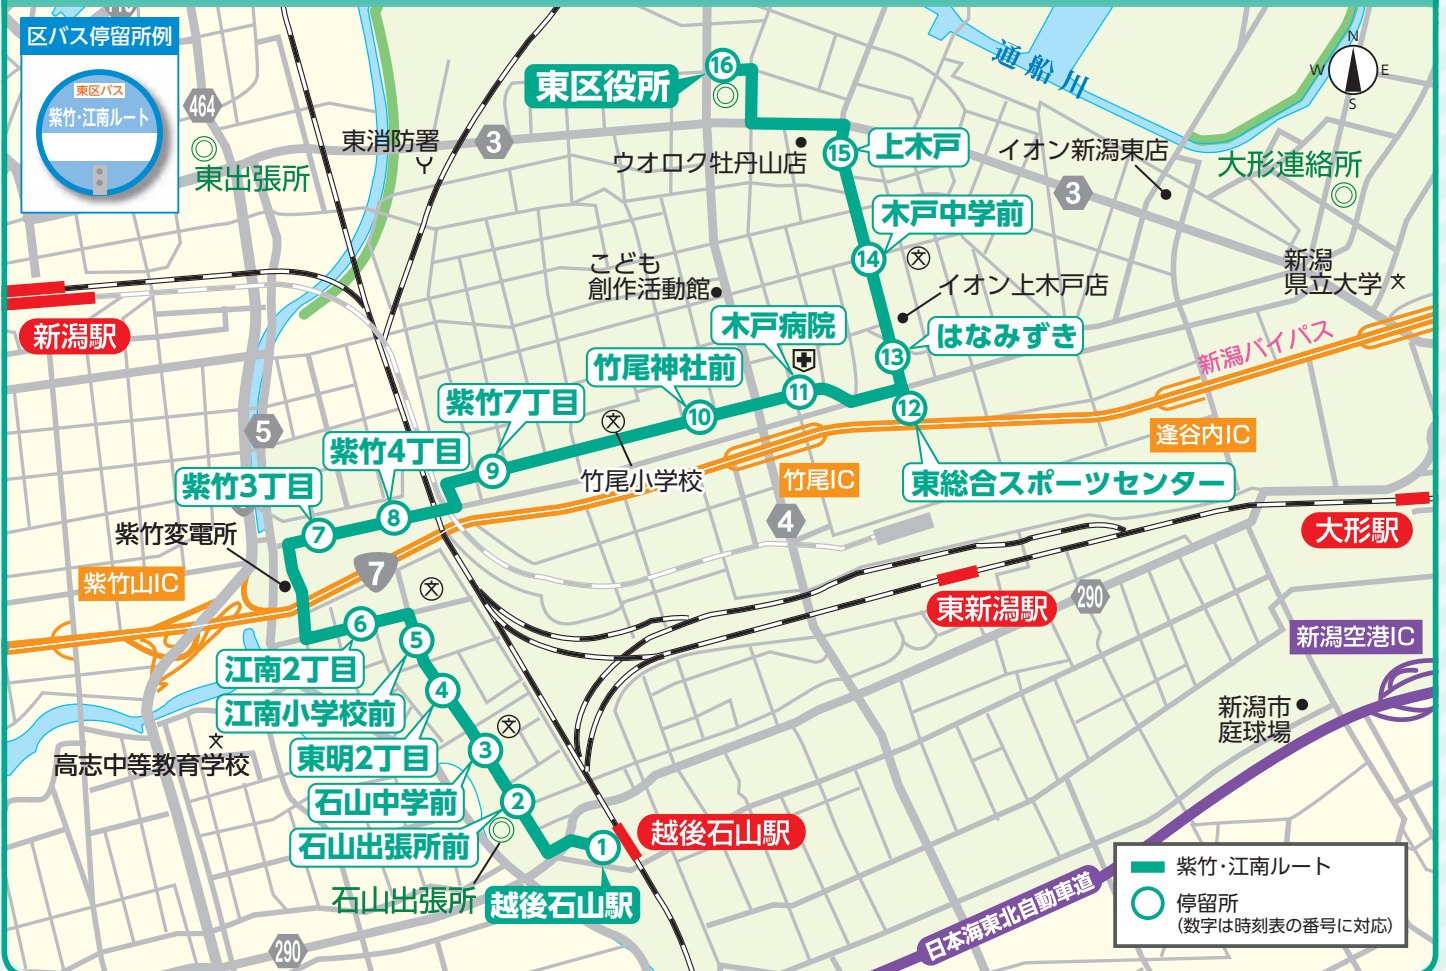 区バス停留所例
東区バス
紫竹・江南ルート
464
東出張所
東消防署
3
東区役所
16
通船川
N
W
E
S
ウオロク牡丹山店
15
上木戸
イオン新潟東店
3
大形連絡所
木戸中学前
14
文
こども
創作活動館
イオン上木戸店
新潟
県立大学
文
新潟駅
木戸病院
はなみずき
13
新潟バイパス
竹尾神社前
11
12
紫竹7丁目
10
文
5
逢谷内IC
紫竹4丁目
9
竹尾小学校
竹尾IC
東総合スポーツセンター
紫竹3丁目
8
7
4
大形駅
紫竹変電所
紫竹山IC
7
文
東新潟駅
290
6
5
新潟空港IC
江南2丁目
4
江南小学校前
新潟市
庭球場
文
高志中等教育学校
東明2丁目
3
文
石山中学前
2
石山出張所前
1
越後石山駅
石山出張所
越後石山駅
290
日本海東北自動車道
紫竹・江南ルート
停留所
(数字は時刻表の番号に対応)